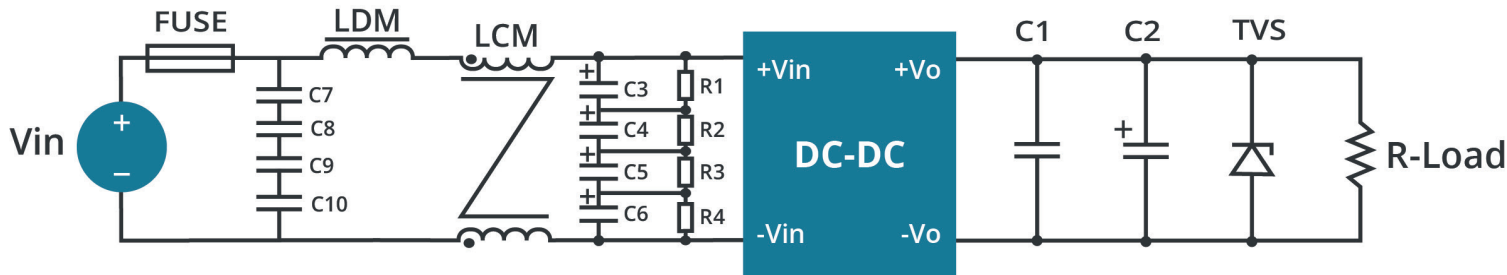 FUSE
LDM
LCM
C1
C2
TVS
Vin
+
−
C7
C8
C9
C10
+
C3
+
C4
+
C5
+
C6
R1
R2
R3
R4
+Vin
+Vo
DC-DC
-Vin
-Vo
+
R-Load